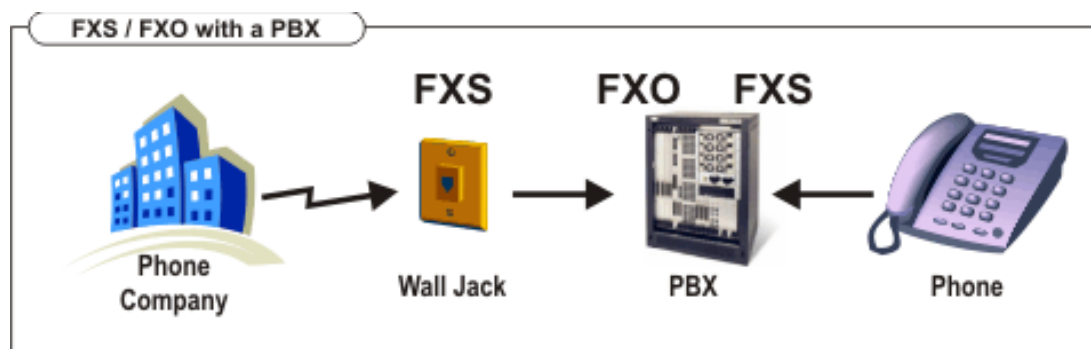 FXS / FXO with a PBX
FXS
FXO
FXS
Phone
Company
Wall Jack
PBX
Phone